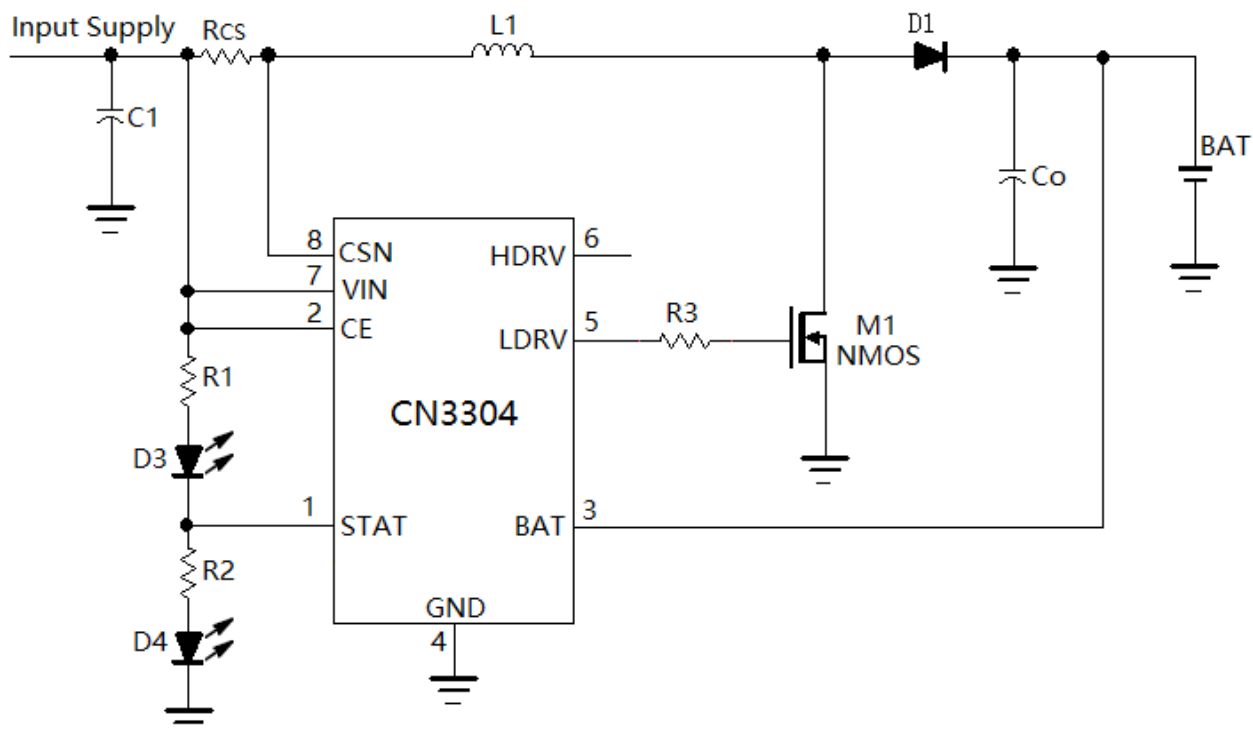 Input Supply
RCS
L1
D1
C1
BAT
Co
8
CSN
HDRV
6
7
VIN
2
CE
LDRV
5
R3
M1
NMOS
R1
CN3304
D3
1
STAT
BAT
3
R2
GND
4
D4